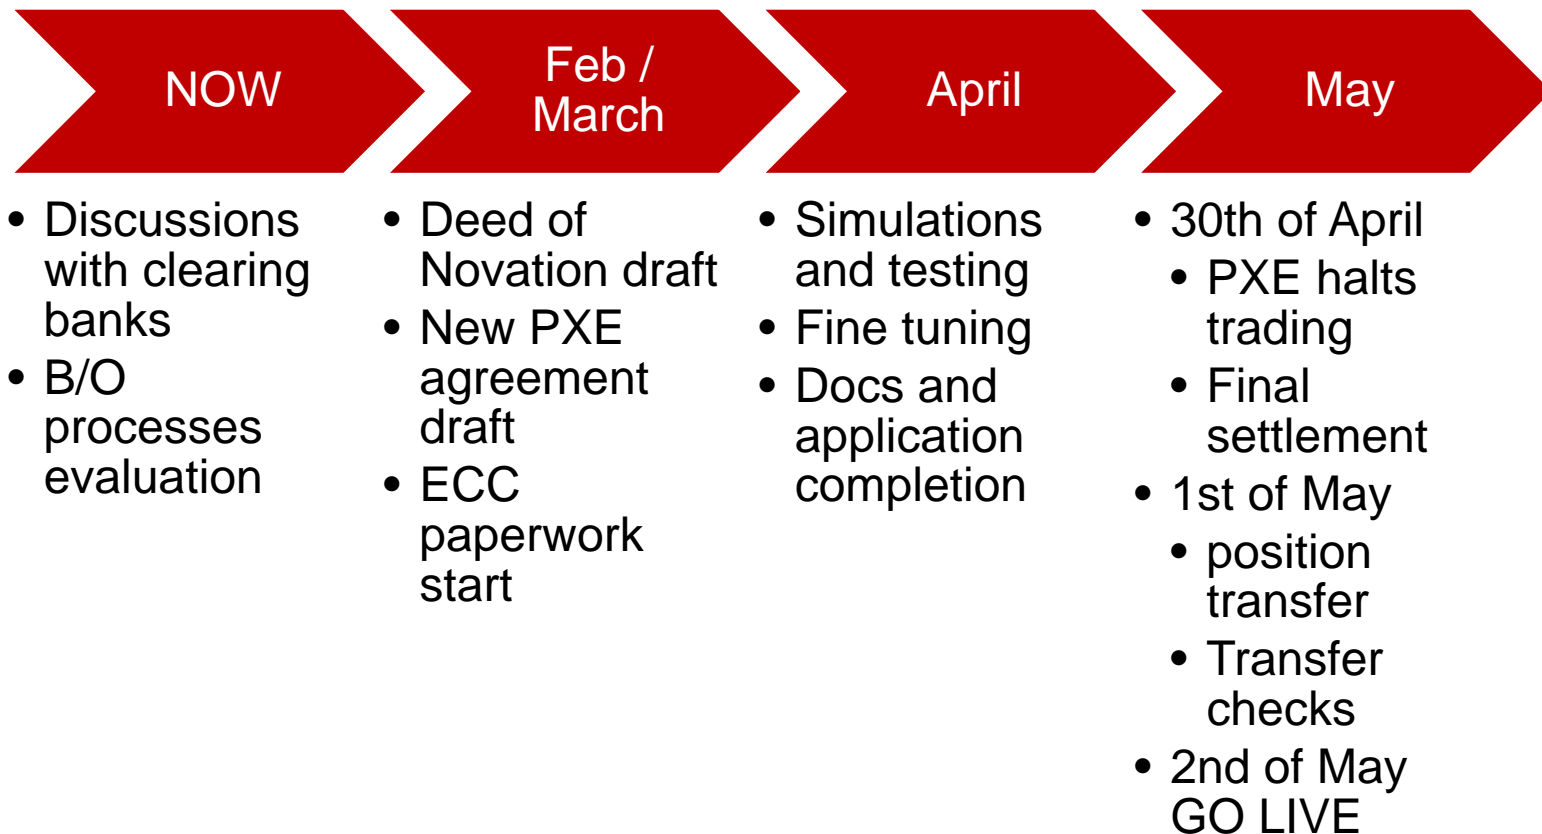 NOW
Feb /
March
April
May
• Discussions
with clearing
banks
• B/O
processes
evaluation
• Deed of
Novation draft
• New PXE
agreement
draft
• ECC
paperwork
start
• Simulations
and testing
• Fine tuning
• Docs and
application
completion
• 30th of April
• PXE halts
trading
• Final
settlement
• 1st of May
• position
transfer
• Transfer
checks
• 2nd of May
GO LIVE